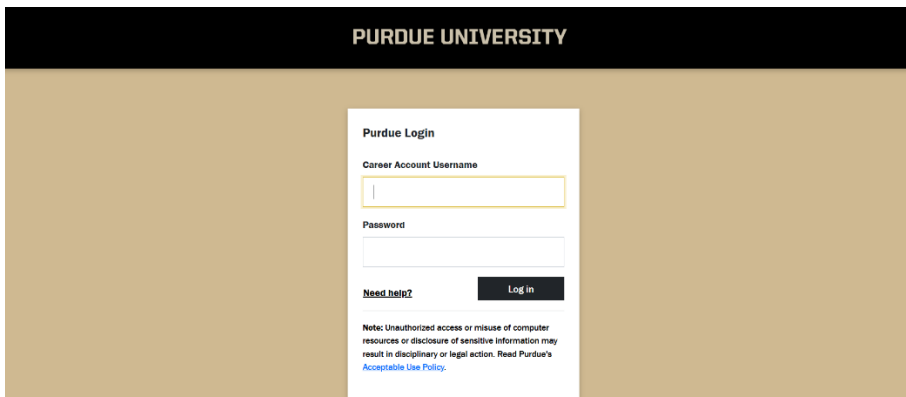 PURDUE UNIVERSITY
Purdue Login
Career Account Username
Password
Need help?
Log in
Note: Unauthorized access or misuse of computer
resources or disclosure of sensitive information may
result in disciplinary or legal action. Read Purdue's
Acceptable Use Policy.